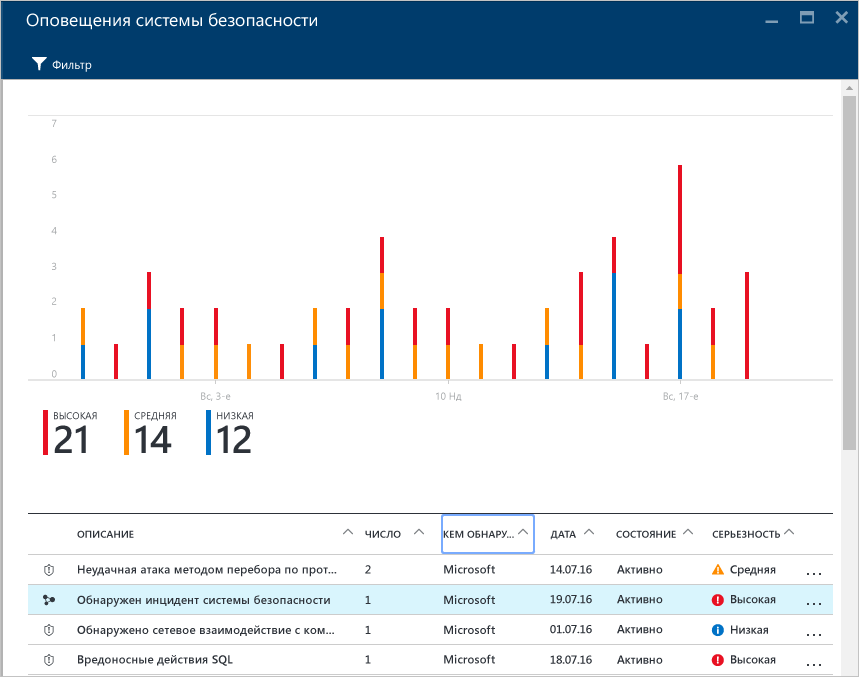 Оповещения системы безопасности
Фильтр
7
6
5
4
3
2
1
0
Вс, 3-е 10 Нд Вс, 17-е
ВЫСОКАЯ СРЕДНЯЯ НИЗКАЯ
21 14 12
ОПИСАНИЕ ЧИСЛО КЕМ ОБНАРУ... ДАТА СОСТОЯНИЕ СЕРЬЕЗНОСТЬ
Неудачная атака методом перебора по прот... 2 Microsoft 14.07.16 Активно Средняя ...
Обнаружен инцидент системы безопасности 1 Microsoft 19.07.16 Активно Высокая ...
Обнаружено сетевое взаимодействие с ком... 1 Microsoft 01.07.16 Активно Низкая ...
Вредоносные действия SQL 1 Microsoft 18.07.16 Активно Высокая ...